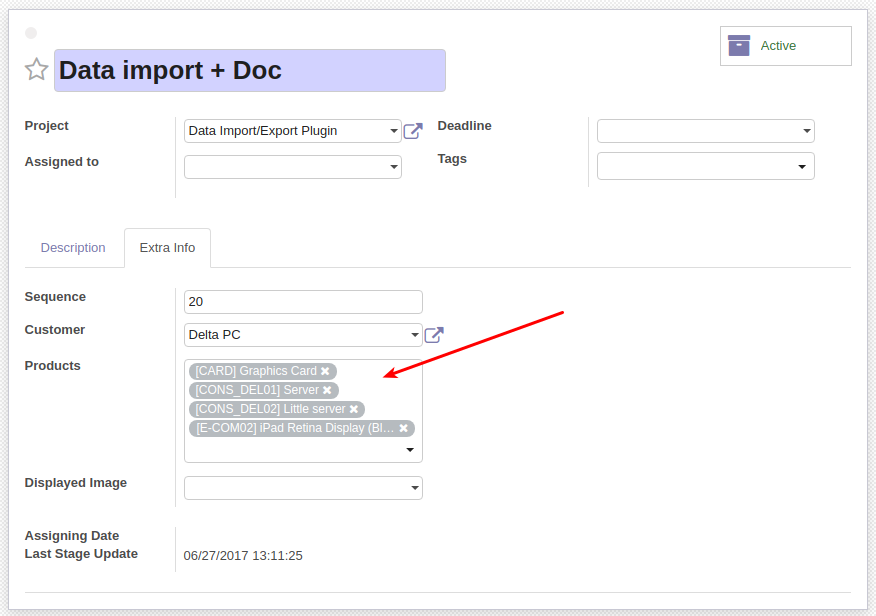 Active
Data import + Doc
Project
Data Import/Export Plugin
Deadline
Assigned to
Tags
Description
Extra Info
Sequence
20
Customer
Delta PC
Products
[CARD] Graphics Card ✖
[CONS_DEL01] Server ✖
[CONS_DEL02] Little server ✖
[E-COM02] iPad Retina Display (Bl... ✖
Displayed Image
Assigning Date
Last Stage Update
06/27/2017 13:11:25